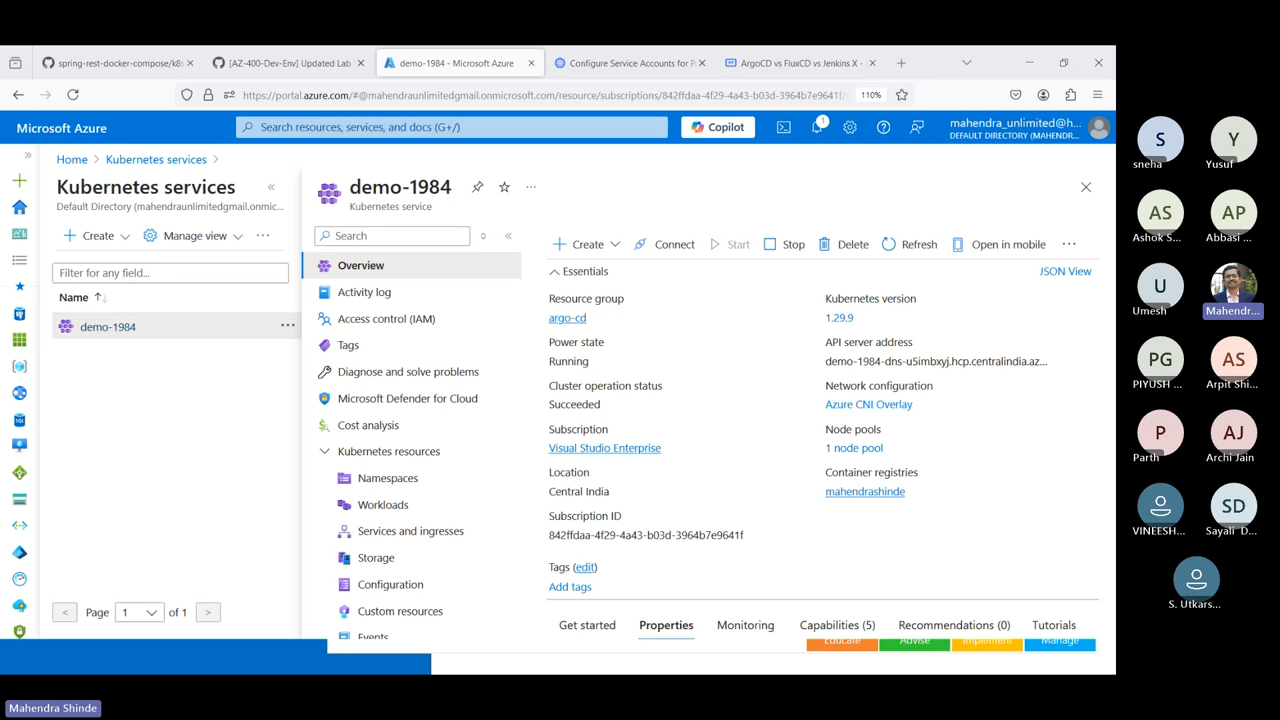 spring-rest-docker-compose/k8s
[AZ-400-Dev-Env] Updated Lab
demo-1984 - Microsoft Azure
Configure Service Accounts for P
ArgoCD vs FluxCD vs Jenkins X -
https://portal.azure.com/#@mahendraunlimitedgmail.onmicrosoft.com/resource/subscriptions/842ffdaa-4f29-4a43-b03d-3964b7e9641f/
110%
Microsoft Azure
Search resources, services, and docs (G+/)
Copilot
1
mahendra_unlimited@h...
DEFAULT DIRECTORY (MAHENDR...
Home > Kubernetes services >
Kubernetes services
Default Directory (mahendraunlimitedgmail.onmic...
Create
Manage view
Filter for any field...
Name
demo-1984
Page 1 of 1
demo-1984
Kubernetes service
Search
Overview
Activity log
Access control (IAM)
Tags
Diagnose and solve problems
Microsoft Defender for Cloud
Cost analysis
Kubernetes resources
Namespaces
Workloads
Services and ingresses
Storage
Configuration
Custom resources
Events
Create
Connect
Start
Stop
Delete
Refresh
Open in mobile
Essentials
JSON View
Resource group
argo-cd
Power state
Running
Cluster operation status
Succeeded
Subscription
Visual Studio Enterprise
Location
Central India
Subscription ID
842ffdaa-4f29-4a43-b03d-3964b7e9641f
Kubernetes version
1.29.9
API server address
demo-1984-dns-u5imbxyj.hcp.centralindia.az...
Network configuration
Azure CNI Overlay
Node pools
1 node pool
Container registries
mahendrashinde
Tags (edit)
Add tags
Get started
Properties
Monitoring
Capabilities (5)
Recommendations (0)
Tutorials
Educate
Advise
Implement
Manage
S
sneha
Y
Yusuf
AS
Ashok S...
AP
Abbasi ...
U
Umesh
Mahendr...
PG
PIYUSH ...
AS
Arpit Shi...
P
Parth
AJ
Archi Jain
VINEESH...
SD
Sayali D...
S. Utkars...
Mahendra Shinde